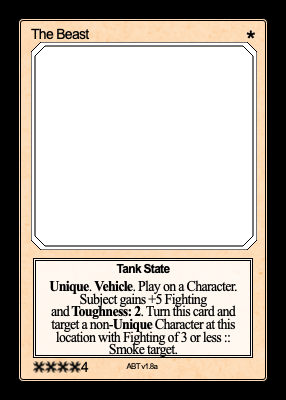 The Beast *
Tank State
Unique. Vehicle. Play on a Character.
Subject gains +5 Fighting
and Toughness: 2. Turn this card and
target a non-Unique Character at this
location with Fighting of 3 or less ::
Smoke target.
4
ABT v1.8a